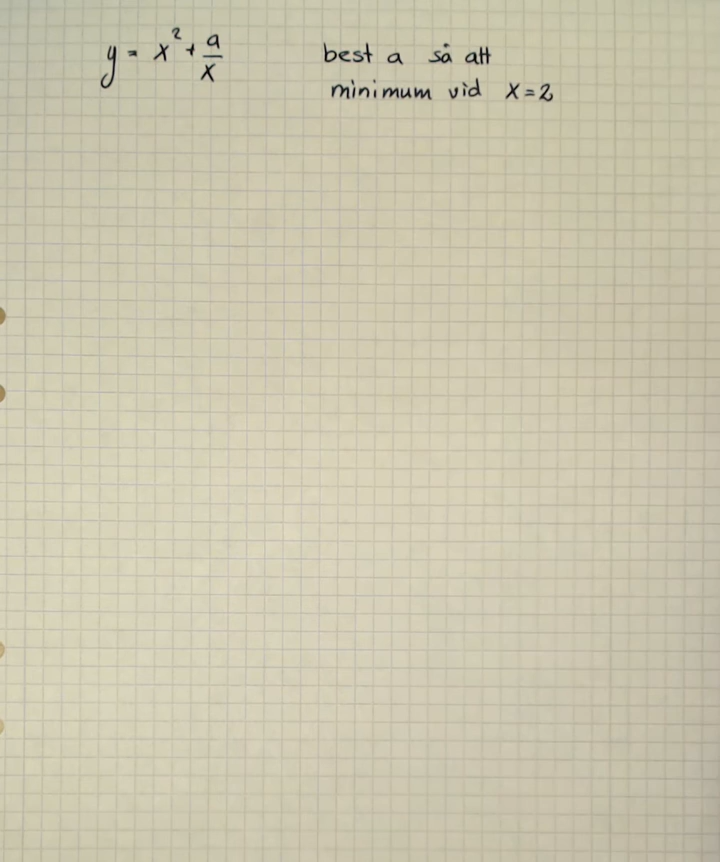 y = x² + a/x
best a så att
minimum vid x=2